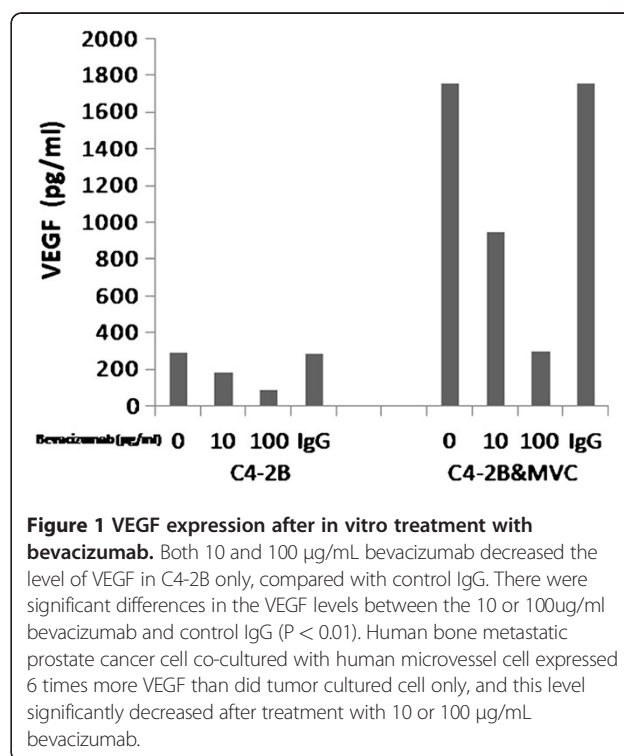 2000
1800
1600
1400
1200
1000
800
600
400
200
0
VEGF (pg/ml)
Bevacizumab (µg/ml) 0 10 100 IgG 0 10 100 IgG
C4-2B C4-2B&MVC
Figure 1 VEGF expression after in vitro treatment with
bevacizumab. Both 10 and 100 μg/mL bevacizumab decreased the
level of VEGF in C4-2B only, compared with control IgG. There were
significant differences in the VEGF levels between the 10 or 100ug/ml
bevacizumab and control IgG (P < 0.01). Human bone metastatic
prostate cancer cell co-cultured with human microvessel cell expressed
6 times more VEGF than did tumor cultured cell only, and this level
significantly decreased after treatment with 10 or 100 μg/mL
bevacizumab.